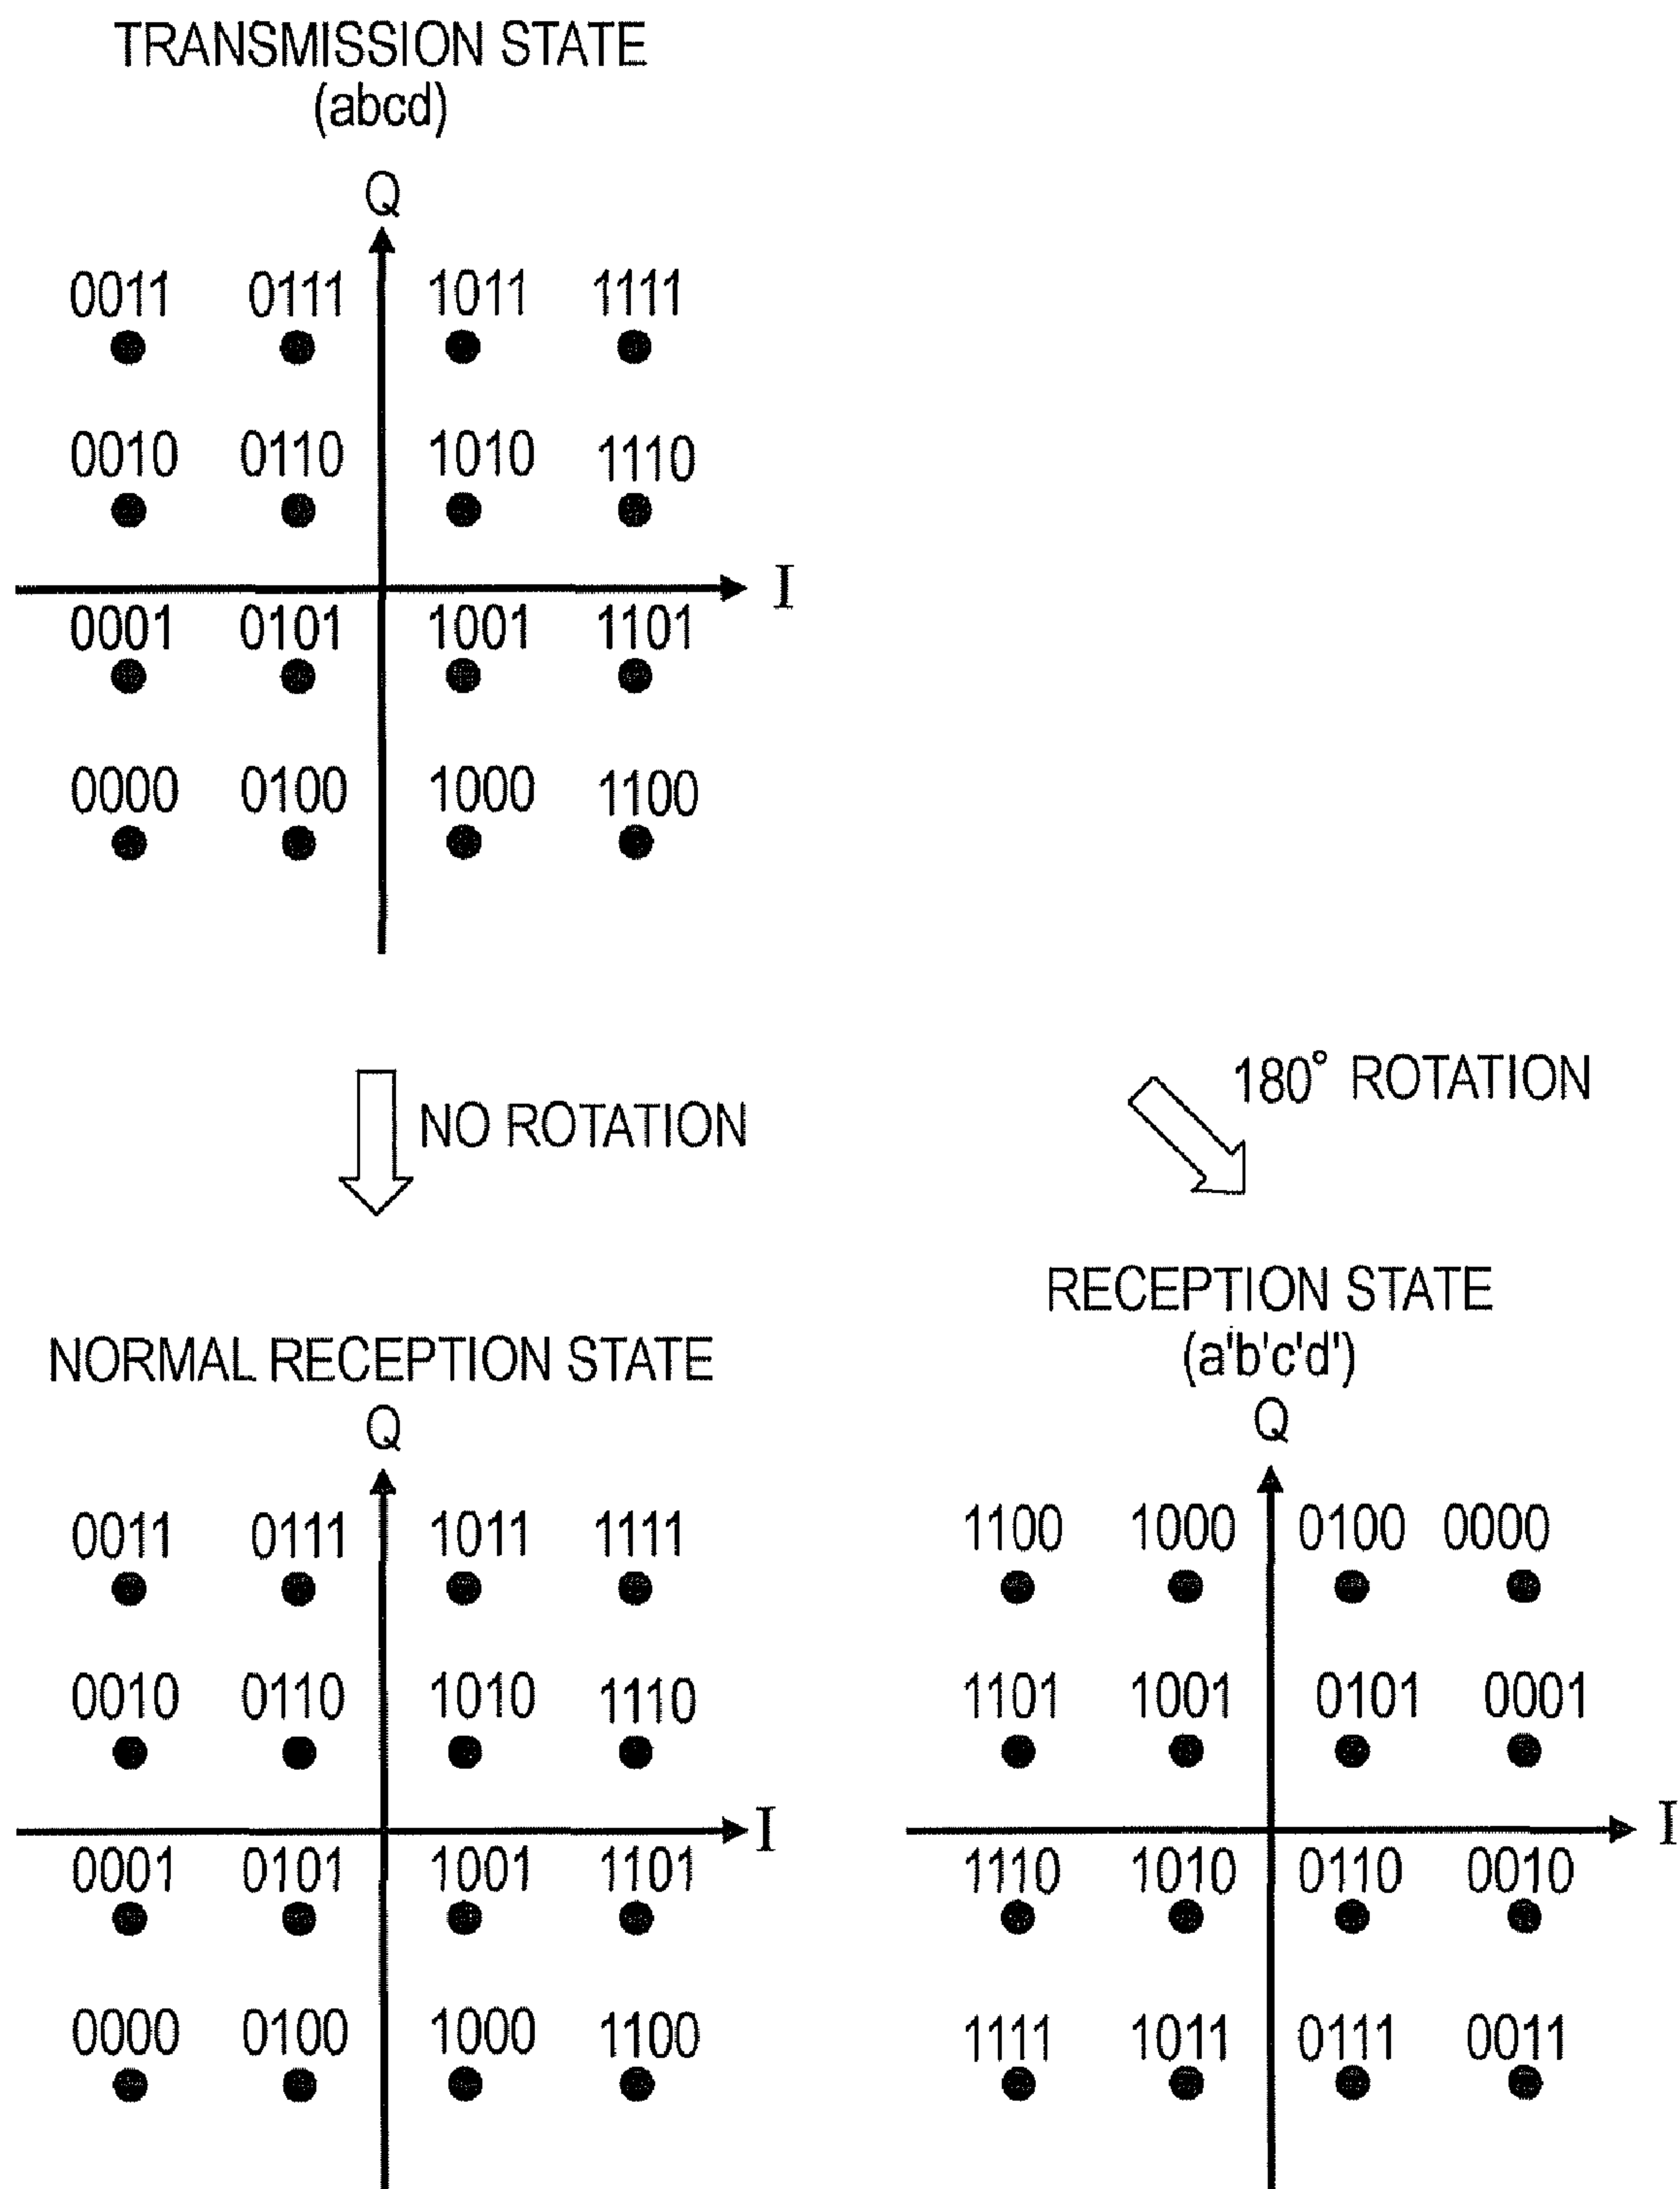 TRANSMISSION STATE
(abcd)
Q
0011 0111 1011 1111
0010 0110 1010 1110
I
0001 0101 1001 1101
0000 0100 1000 1100
NO ROTATION
180° ROTATION
NORMAL RECEPTION STATE
Q
0011 0111 1011 1111
0010 0110 1010 1110
I
0001 0101 1001 1101
0000 0100 1000 1100
RECEPTION STATE
(a'b'c'd')
Q
1100 1000 0100 0000
1101 1001 0101 0001
I
1110 1010 0110 0010
1111 1011 0111 0011